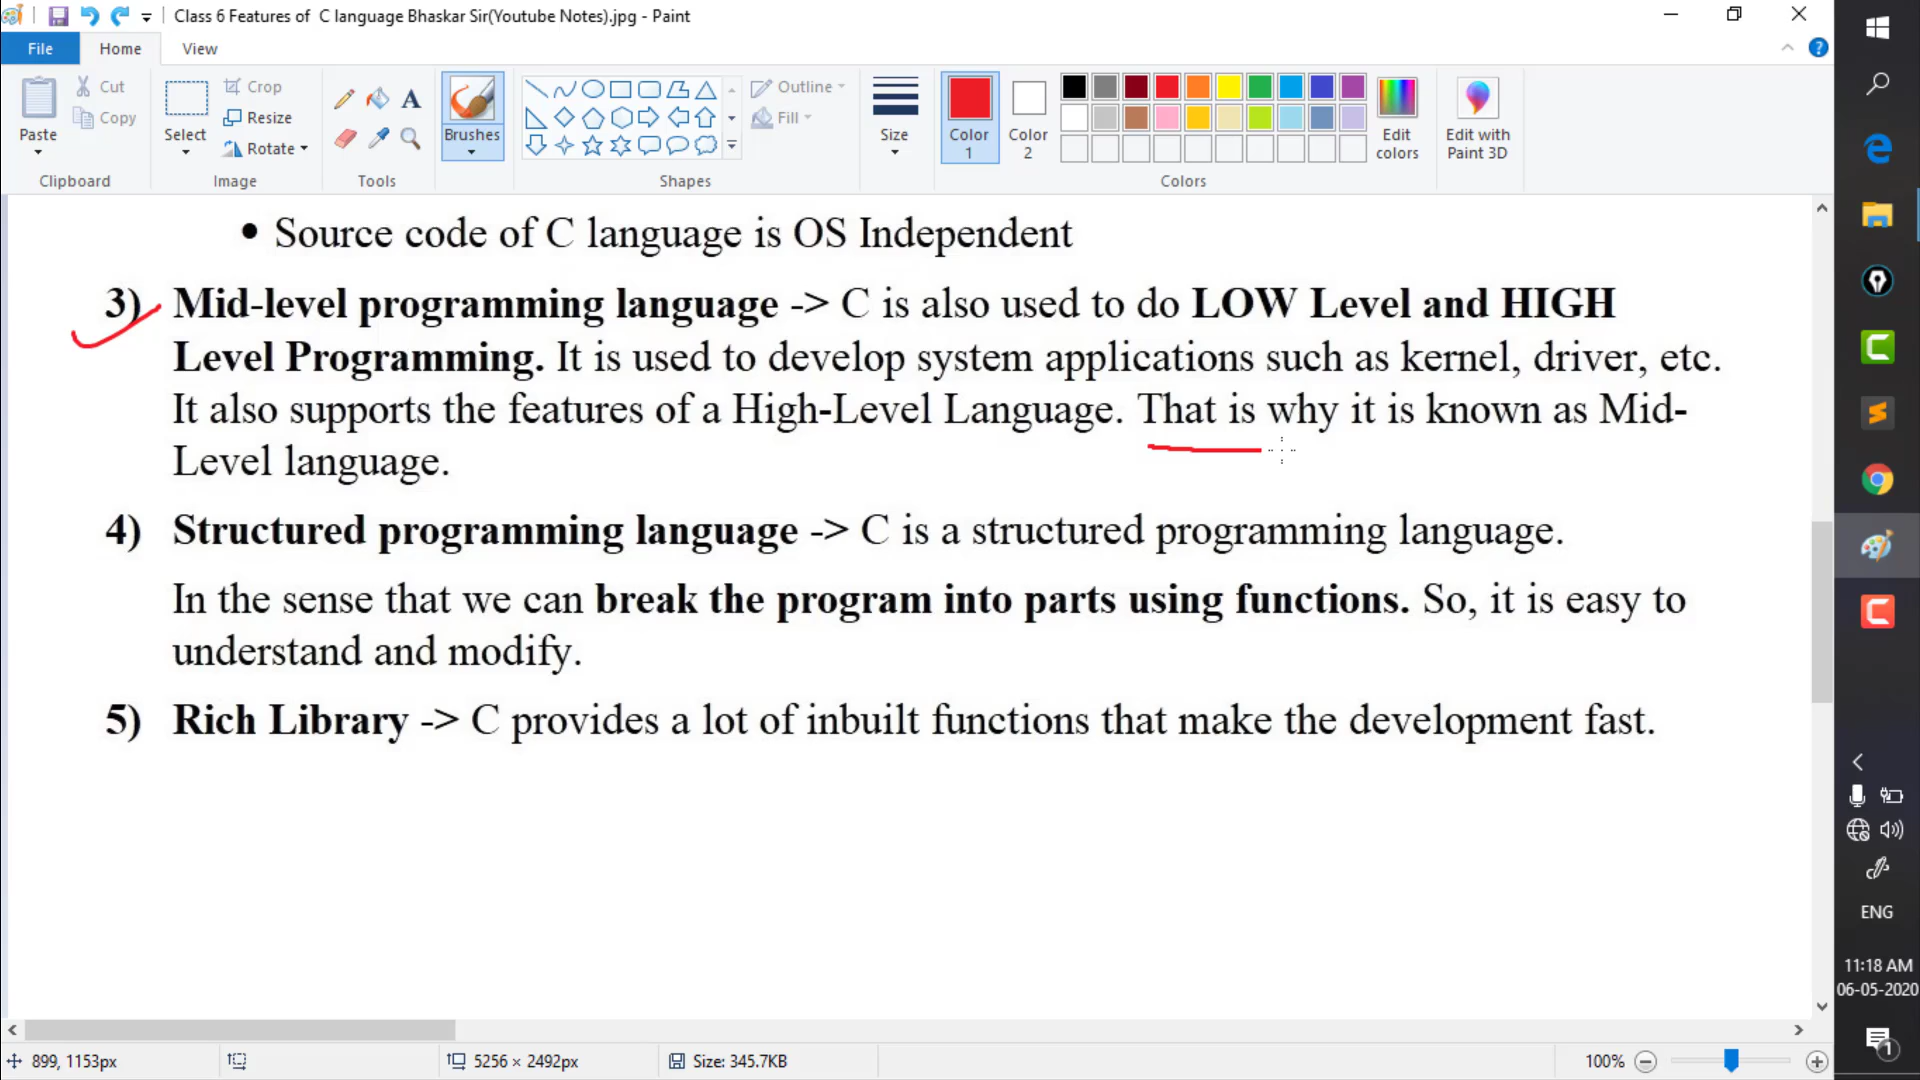 Class 6 Features of  C language Bhaskar Sir(Youtube Notes).jpg - Paint
File Home View
Paste
Cut
Copy
Clipboard
Select
Crop
Resize
Rotate
Image
A
Tools
Brushes
Outline
Fill
Shapes
Size
Color 1
Color 2
Edit colors
Edit with Paint 3D
Colors
• Source code of C language is OS Independent
3) Mid-level programming language -> C is also used to do LOW Level and HIGH
Level Programming. It is used to develop system applications such as kernel, driver, etc.
It also supports the features of a High-Level Language. That is why it is known as Mid-
Level language.
4) Structured programming language -> C is a structured programming language.
In the sense that we can break the program into parts using functions. So, it is easy to
understand and modify.
5) Rich Library -> C provides a lot of inbuilt functions that make the development fast.
899, 1153px
5256 × 2492px
Size: 345.7KB
100%
ENG
11:18 AM
06-05-2020
1